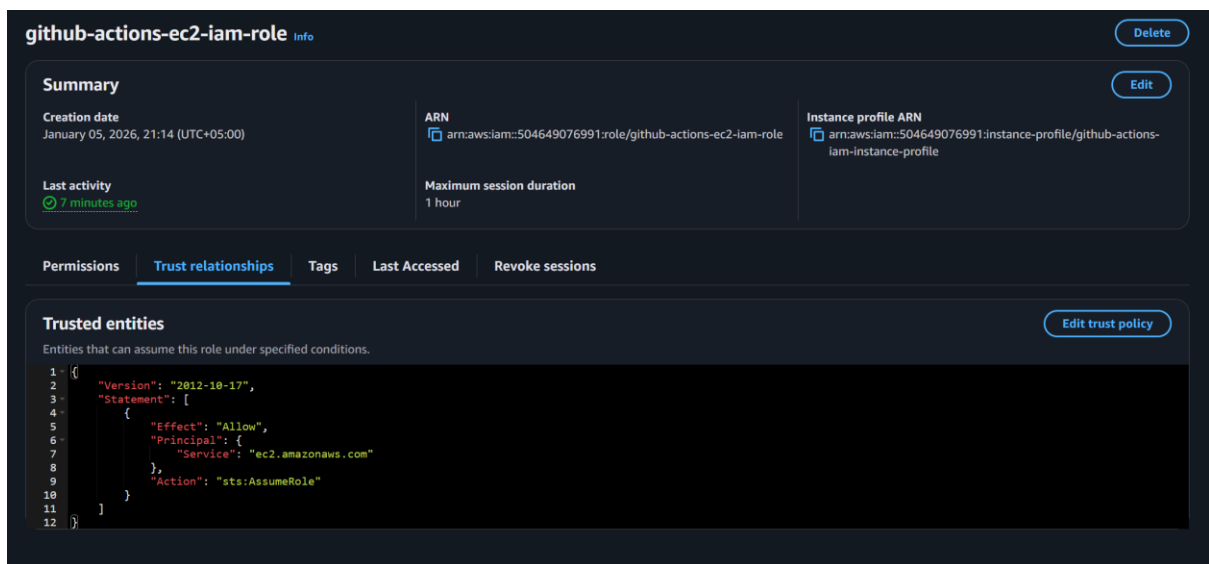 github-actions-ec2-iam-role Info
Delete
Summary
Edit
Creation date
January 05, 2026, 21:14 (UTC+05:00)
ARN
arn:aws:iam::504649076991:role/github-actions-ec2-iam-role
Instance profile ARN
arn:aws:iam::504649076991:instance-profile/github-actions-
iam-instance-profile
Last activity
7 minutes ago
Maximum session duration
1 hour
Permissions
Trust relationships
Tags
Last Accessed
Revoke sessions
Trusted entities
Edit trust policy
Entities that can assume this role under specified conditions.
1 {
2 "Version": "2012-10-17",
3 "Statement": [
4 {
5 "Effect": "Allow",
6 "Principal": {
7 "Service": "ec2.amazonaws.com"
8 },
9 "Action": "sts:AssumeRole"
10 }
11 ]
12 }